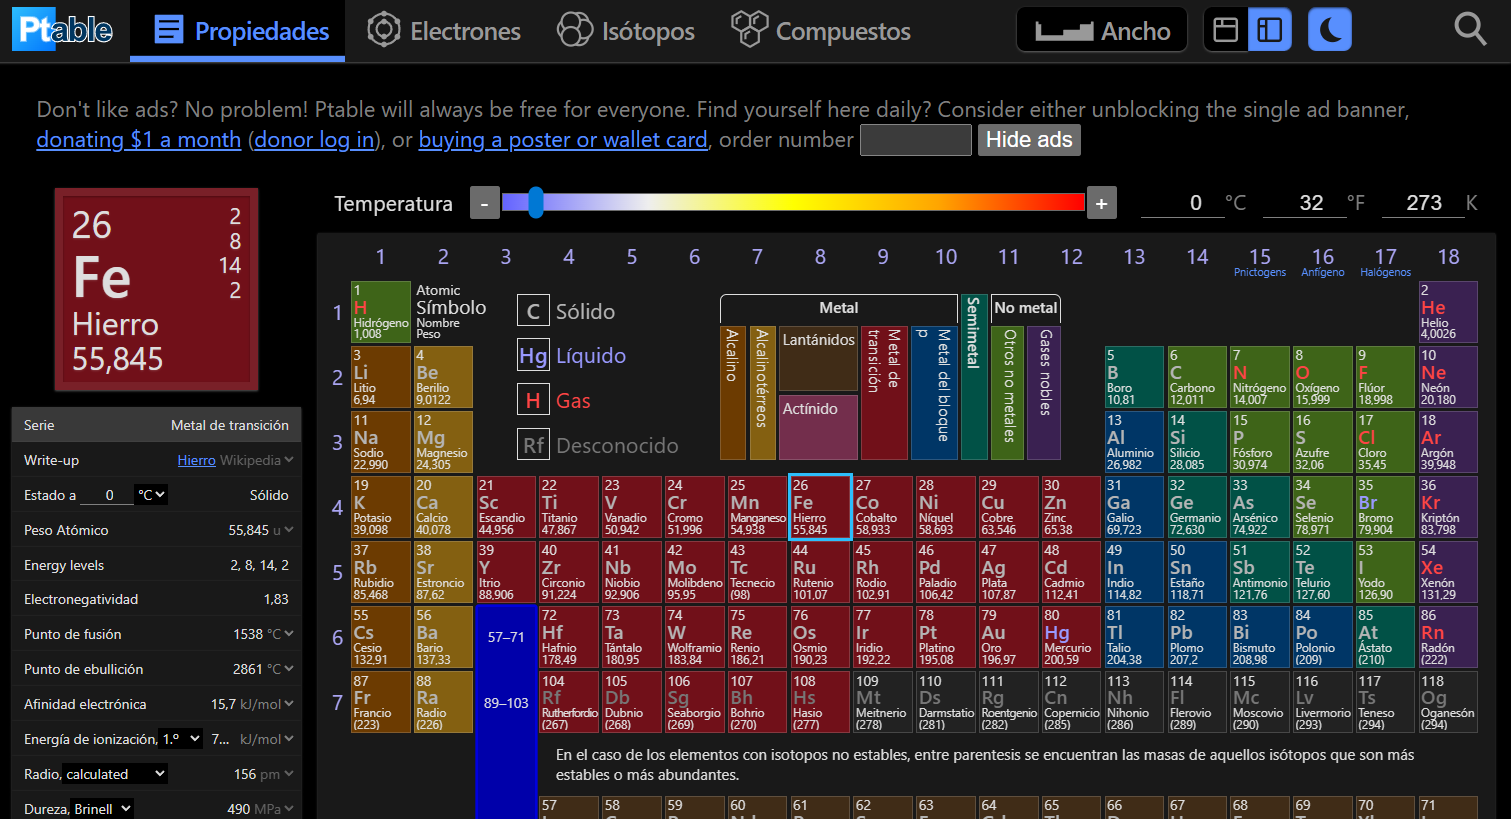 Ptable
Propiedades
Electrones
Isótopos
Compuestos
Ancho
Don't like ads? No problem! Ptable will always be free for everyone. Find yourself here daily? Consider either unblocking the single ad banner,
donating $1 a month (donor log in), or buying a poster or wallet card, order number Hide ads
26
Fe
Hierro
55,845
2
8
14
2
Temperatura - + 0 °C 32 °F 273 K
Serie Metal de transición
Write-up Hierro Wikipedia
Estado a 0 °C Sólido
Peso Atómico 55,845 u
Energy levels 2, 8, 14, 2
Electronegatividad 1,83
Punto de fusión 1538 °C
Punto de ebullición 2861 °C
Afinidad electrónica 15,7 kJ/mol
Energía de ionización, 1.º 7... kJ/mol
Radio, calculated 156 pm
Dureza, Brinell 490 MPa
1 2 3 4 5 6 7 8 9 10 11 12 13 14 15 16 17 18
Pnictogens Anfígeno Halógenos
Atomic
Símbolo
Nombre
Peso
C Sólido
Hg Líquido
H Gas
Rf Desconocido
Metal
Alcalino
Alcalinotérreos
Lantánidos
Actínido
Metal de transición
Metal del bloque p
Semimetal
No metal
Otros no metales
Gases nobles
1
1 H Hidrógeno 1,008
2 He Helio 4,0026
2
3 Li Litio 6,94
4 Be Berilio 9,0122
5 B Boro 10,81
6 C Carbono 12,011
7 N Nitrógeno 14,007
8 O Oxígeno 15,999
9 F Flúor 18,998
10 Ne Neón 20,180
3
11 Na Sodio 22,990
12 Mg Magnesio 24,305
13 Al Aluminio 26,982
14 Si Silicio 28,085
15 P Fósforo 30,974
16 S Azufre 32,06
17 Cl Cloro 35,45
18 Ar Argón 39,948
4
19 K Potasio 39,098
20 Ca Calcio 40,078
21 Sc Escandio 44,956
22 Ti Titanio 47,867
23 V Vanadio 50,942
24 Cr Cromo 51,996
25 Mn Manganeso 54,938
26 Fe Hierro 55,845
27 Co Cobalto 58,933
28 Ni Níquel 58,693
29 Cu Cobre 63,546
30 Zn Zinc 65,38
31 Ga Galio 69,723
32 Ge Germanio 72,630
33 As Arsénico 74,922
34 Se Selenio 78,971
35 Br Bromo 79,904
36 Kr Kriptón 83,798
5
37 Rb Rubidio 85,468
38 Sr Estroncio 87,62
39 Y Itrio 88,906
40 Zr Circonio 91,224
41 Nb Niobio 92,906
42 Mo Molibdeno 95,95
43 Tc Tecnecio (98)
44 Ru Rutenio 101,07
45 Rh Rodio 102,91
46 Pd Paladio 106,42
47 Ag Plata 107,87
48 Cd Cadmio 112,41
49 In Indio 114,82
50 Sn Estaño 118,71
51 Sb Antimonio 121,76
52 Te Telurio 127,60
53 I Yodo 126,90
54 Xe Xenón 131,29
6
55 Cs Cesio 132,91
56 Ba Bario 137,33
57–71
72 Hf Hafnio 178,49
73 Ta Tántalo 180,95
74 W Wolframio 183,84
75 Re Renio 186,21
76 Os Osmio 190,23
77 Ir Iridio 192,22
78 Pt Platino 195,08
79 Au Oro 196,97
80 Hg Mercurio 200,59
81 Tl Talio 204,38
82 Pb Plomo 207,2
83 Bi Bismuto 208,98
84 Po Polonio (209)
85 At Ástato (210)
86 Rn Radón (222)
7
87 Fr Francio (223)
88 Ra Radio (226)
89–103
104 Rf Rutherfordio (267)
105 Db Dubnio (268)
106 Sg Seaborgio (269)
107 Bh Bohrio (270)
108 Hs Hasio (277)
109 Mt Meitnerio (278)
110 Ds Darmstatio (281)
111 Rg Roentgenio (282)
112 Cn Copernicio (285)
113 Nh Nihonio (286)
114 Fl Flerovio (289)
115 Mc Moscovio (290)
116 Lv Livermorio (293)
117 Ts Teneso (294)
118 Og Oganesón (294)
En el caso de los elementos con isotopos no estables, entre parentesis se encuentran las masas de aquellos isótopos que son más
estables o más abundantes.
57 58 59 60 61 62 63 64 65 66 67 68 69 70 71